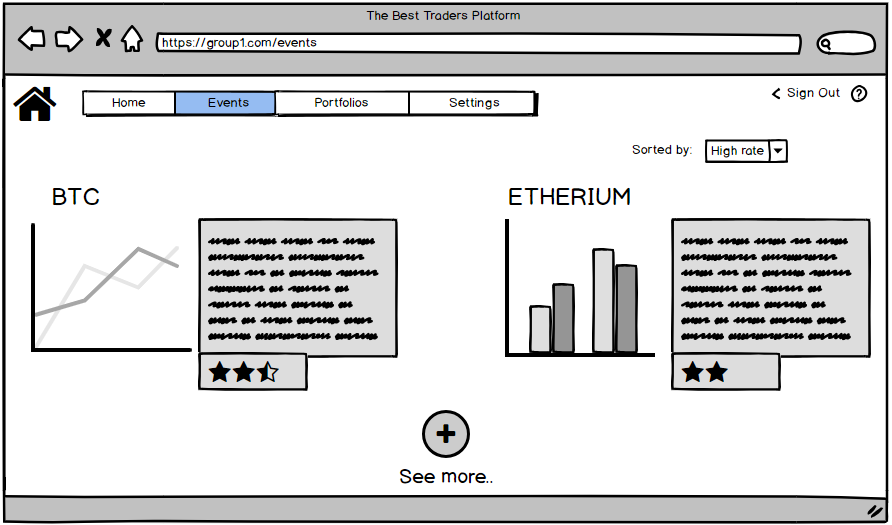 The Best Traders Platform
https://group1.com/events
Home Events Portfolios Settings
Sign Out ?
Sorted by: High rate
BTC
ETHERIUM
See more..